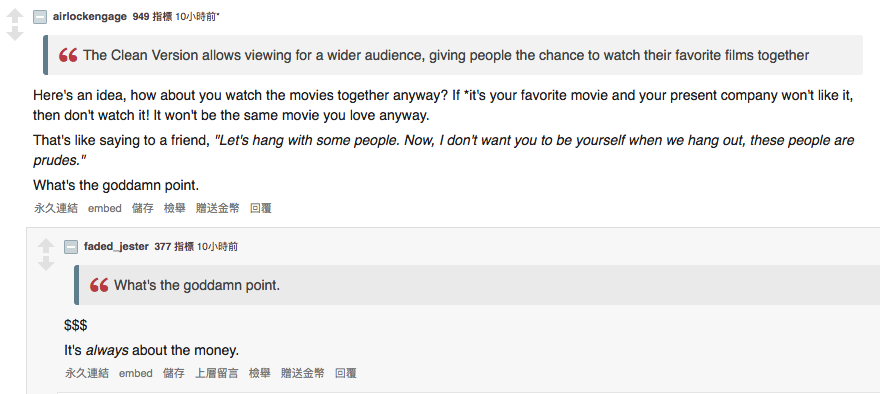 airlockengage 949 指標 10小時前*
The Clean Version allows viewing for a wider audience, giving people the chance to watch their favorite films together
Here's an idea, how about you watch the movies together anyway? If *it's your favorite movie and your present company won't like it,
then don't watch it! It won't be the same movie you love anyway.
That's like saying to a friend, "Let's hang with some people. Now, I don't want you to be yourself when we hang out, these people are
prudes."
What's the goddamn point.
永久連結 embed 儲存 檢舉 贈送金幣 回覆
faded_jester 377 指標 10小時前
What's the goddamn point.
$$$
It's always about the money.
永久連結 embed 儲存 上層留言 檢舉 贈送金幣 回覆